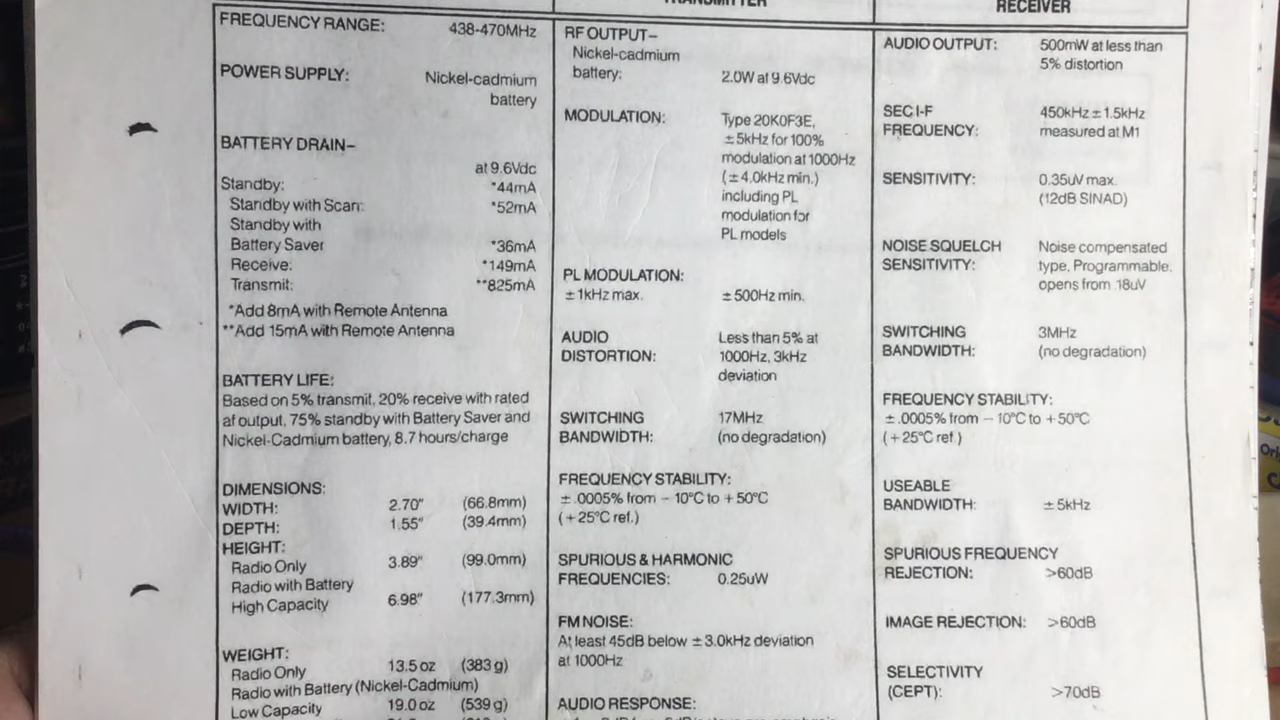 TRANSMITTER
RECEIVER
FREQUENCY RANGE: 438-470MHz
POWER SUPPLY: Nickel-cadmium
battery
BATTERY DRAIN–
at 9.6Vdc
Standby: *44mA
Standby with Scan: *52mA
Standby with
Battery Saver *36mA
Receive: *149mA
Transmit: **825mA
*Add 8mA with Remote Antenna
**Add 15mA with Remote Antenna
BATTERY LIFE:
Based on 5% transmit, 20% receive with rated
af output, 75% standby with Battery Saver and
Nickel-Cadmium battery, 8.7 hours/charge
DIMENSIONS:
WIDTH: 2.70" (66.8mm)
DEPTH: 1.55" (39.4mm)
HEIGHT:
Radio Only 3.89" (99.0mm)
Radio with Battery
High Capacity 6.98" (177.3mm)
WEIGHT:
Radio Only 13.5 oz (383 g)
Radio with Battery (Nickel-Cadmium)
Low Capacity 19.0 oz (539 g)
RF OUTPUT–
Nickel-cadmium
battery: 2.0W at 9.6Vdc
MODULATION: Type 20K0F3E,
±5kHz for 100%
modulation at 1000Hz
(±4.0kHz min.)
including PL
modulation for
PL models
PL MODULATION:
±1kHz max. ±500Hz min.
AUDIO Less than 5% at
DISTORTION: 1000Hz, 3kHz
deviation
SWITCHING 17MHz
BANDWIDTH: (no degradation)
FREQUENCY STABILITY:
±.0005% from −10°C to +50°C
(+25°C ref.)
SPURIOUS & HARMONIC
FREQUENCIES: 0.25uW
FM NOISE:
At least 45dB below ±3.0kHz deviation
at 1000Hz
AUDIO RESPONSE:
AUDIO OUTPUT: 500mW at less than
5% distortion
SEC I-F 450kHz ±1.5kHz
FREQUENCY: measured at M1
SENSITIVITY: 0.35uV max.
(12dB SINAD)
NOISE SQUELCH Noise compensated
SENSITIVITY: type, Programmable,
opens from .18uV
SWITCHING 3MHz
BANDWIDTH: (no degradation)
FREQUENCY STABILITY:
±.0005% from −10°C to +50°C
(+25°C ref.)
USEABLE
BANDWIDTH: ±5kHz
SPURIOUS FREQUENCY
REJECTION: >60dB
IMAGE REJECTION: >60dB
SELECTIVITY
(CEPT): >70dB